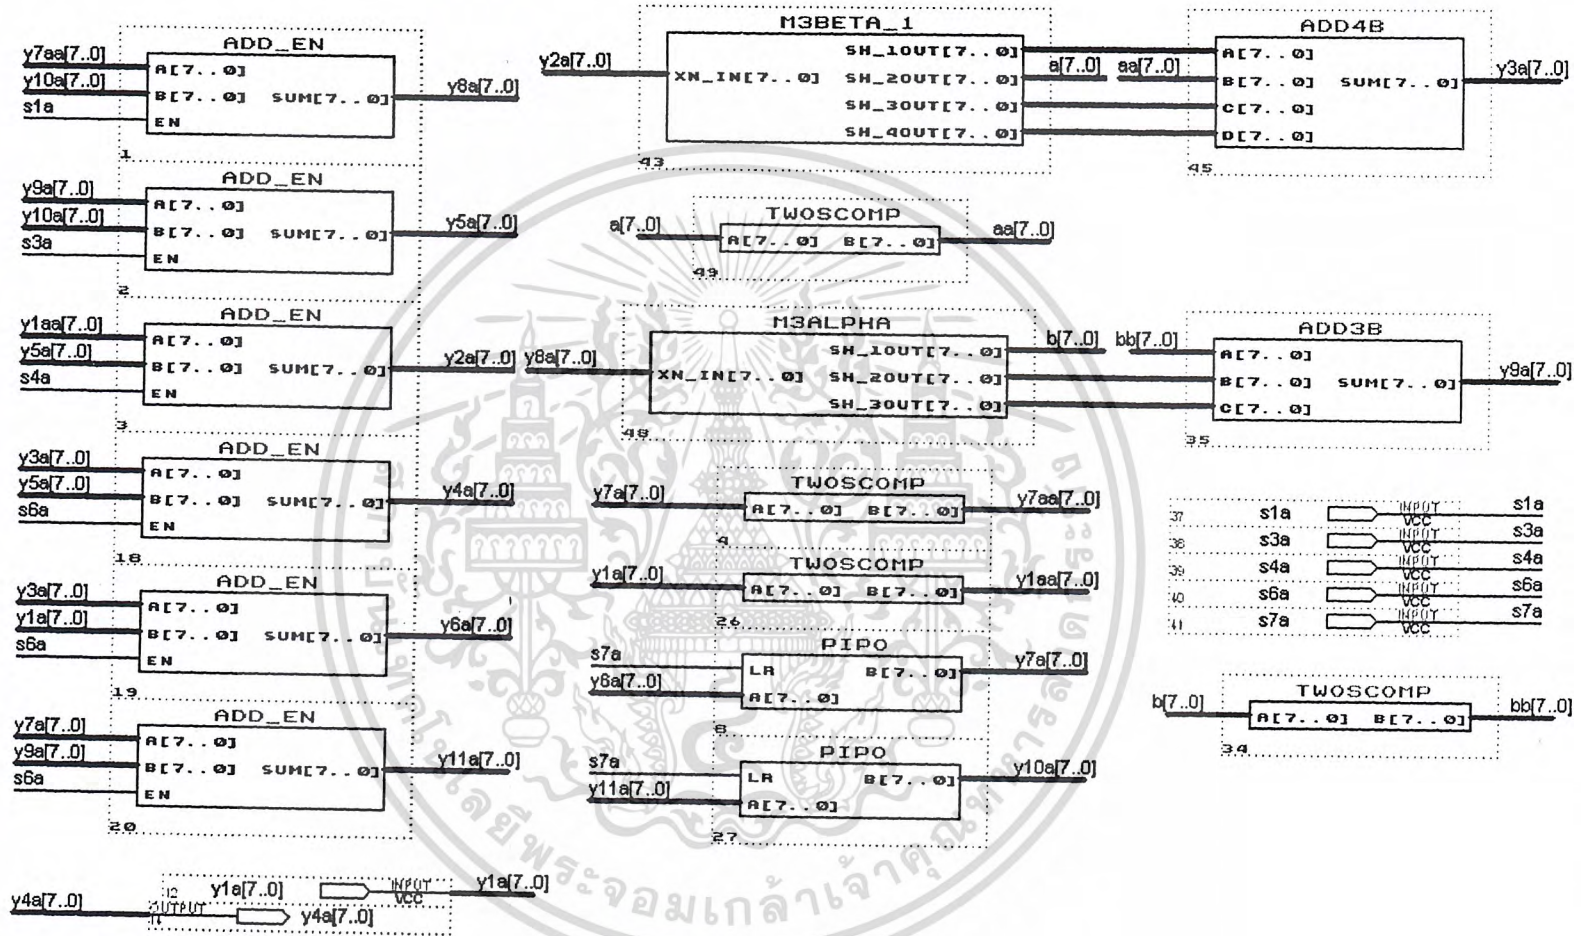 ADD_EN
y7aa[7..0]
A[7..0]
y10a[7..0]
B[7..0] SUM[7..0]
y8a[7..0]
s1a
EN
1
ADD_EN
y9a[7..0]
A[7..0]
y10a[7..0]
B[7..0] SUM[7..0]
y5a[7..0]
s3a
EN
2
ADD_EN
y1aa[7..0]
A[7..0]
y5a[7..0]
B[7..0] SUM[7..0]
y2a[7..0]
s4a
EN
3
ADD_EN
y3a[7..0]
A[7..0]
y5a[7..0]
B[7..0] SUM[7..0]
y4a[7..0]
s6a
EN
18
ADD_EN
y3a[7..0]
A[7..0]
y1a[7..0]
B[7..0] SUM[7..0]
y6a[7..0]
s6a
EN
19
ADD_EN
y7a[7..0]
A[7..0]
y9a[7..0]
B[7..0] SUM[7..0]
y11a[7..0]
s6a
EN
20
12 y1a[7..0] INPUT VCC y1a[7..0]
y4a[7..0] OUTPUT y4a[7..0]
M3BETA_1
y2a[7..0]
XN_IN[7..0]
SH_1OUT[7..0]
SH_2OUT[7..0]
SH_3OUT[7..0]
SH_4OUT[7..0]
43
a[7..0] aa[7..0]
ADD4B
A[7..0]
B[7..0] SUM[7..0]
C[7..0]
D[7..0]
y3a[7..0]
45
TWOSCOMP
a[7..0] A[7..0] B[7..0] aa[7..0]
49
M3ALPHA
y8a[7..0]
XN_IN[7..0]
SH_1OUT[7..0]
SH_2OUT[7..0]
SH_3OUT[7..0]
48
b[7..0] bb[7..0]
ADD3B
A[7..0]
B[7..0] SUM[7..0]
C[7..0]
y9a[7..0]
35
TWOSCOMP
y7a[7..0] A[7..0] B[7..0] y7aa[7..0]
4
TWOSCOMP
y1a[7..0] A[7..0] B[7..0] y1aa[7..0]
26
PIPO
s7a LR B[7..0] y7a[7..0]
y6a[7..0] A[7..0]
PIPO
s7a LR B[7..0] y10a[7..0]
y11a[7..0] A[7..0]
27
37 s1a INPUT VCC s1a
38 s3a INPUT VCC s3a
39 s4a INPUT VCC s4a
40 s6a INPUT VCC s6a
41 s7a INPUT VCC s7a
TWOSCOMP
b[7..0] A[7..0] B[7..0] bb[7..0]
34